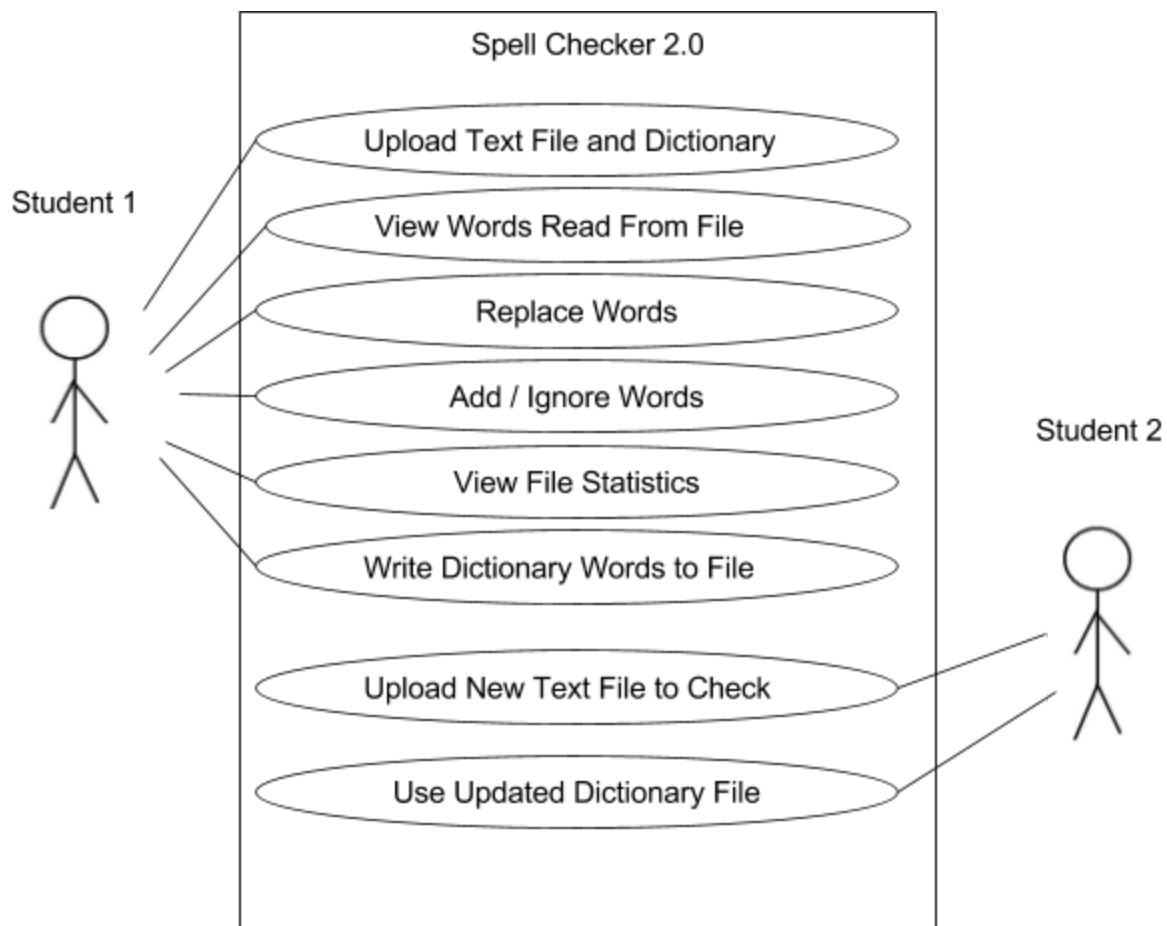 Spell Checker 2.0
Upload Text File and Dictionary
Student 1
View Words Read From File
Replace Words
Add / Ignore Words
Student 2
View File Statistics
Write Dictionary Words to File
Upload New Text File to Check
Use Updated Dictionary File